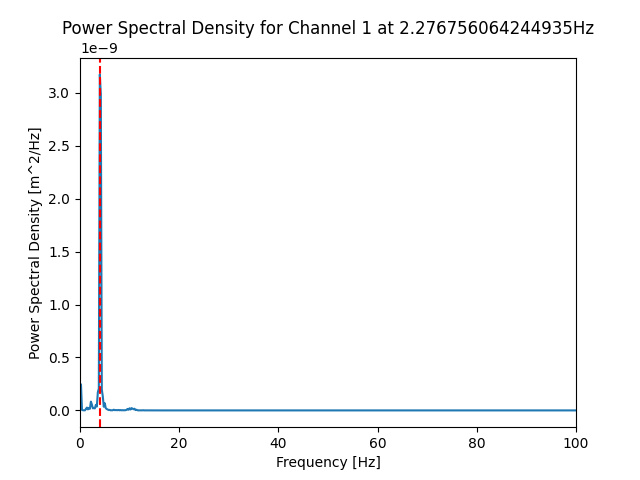 Power Spectral Density for Channel 1 at 2.276756064244935Hz
1e−9
3.0
2.5
2.0
1.5
1.0
0.5
0.0
Power Spectral Density [m^2/Hz]
0 20 40 60 80 100
Frequency [Hz]